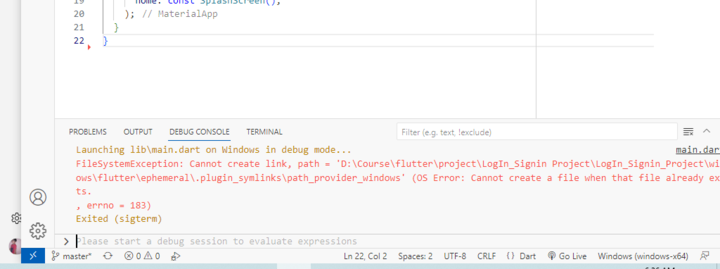 home: const SplashScreen(),
20 ); // MaterialApp
21 }
22 }
PROBLEMS OUTPUT DEBUG CONSOLE TERMINAL Filter (e.g. text, !exclude)
Launching lib\main.dart on Windows in debug mode... main.dar
FileSystemException: Cannot create link, path = 'D:\Course\flutter\project\LogIn_Signin Project\LogIn_Signin_Project\wi
ows\flutter\ephemeral\.plugin_symlinks\path_provider_windows' (OS Error: Cannot create a file when that file already ex
ts.
, errno = 183)
Exited (sigterm)
Please start a debug session to evaluate expressions
master* 0 0 Ln 22, Col 2 Spaces: 2 UTF-8 CRLF {} Dart Go Live Windows (windows-x64)